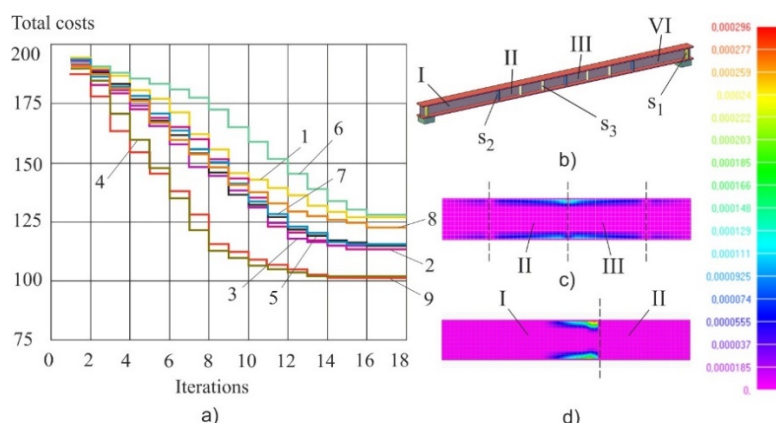 Total costs
200
175
150
125
100
75
0 2 4 6 8 10 12 14 16 18
Iterations
a)
1
6
7
4
8
2
3
5
9
I
II
III
VI
s2
s3
s1
b)
II
III
c)
I
II
d)
0.000296
0.000277
0.000259
0.00024
0.000222
0.000203
0.000185
0.000166
0.000148
0.000129
0.000111
0.000092
0.000074
0.0000555
0.000037
0.0000185
0.